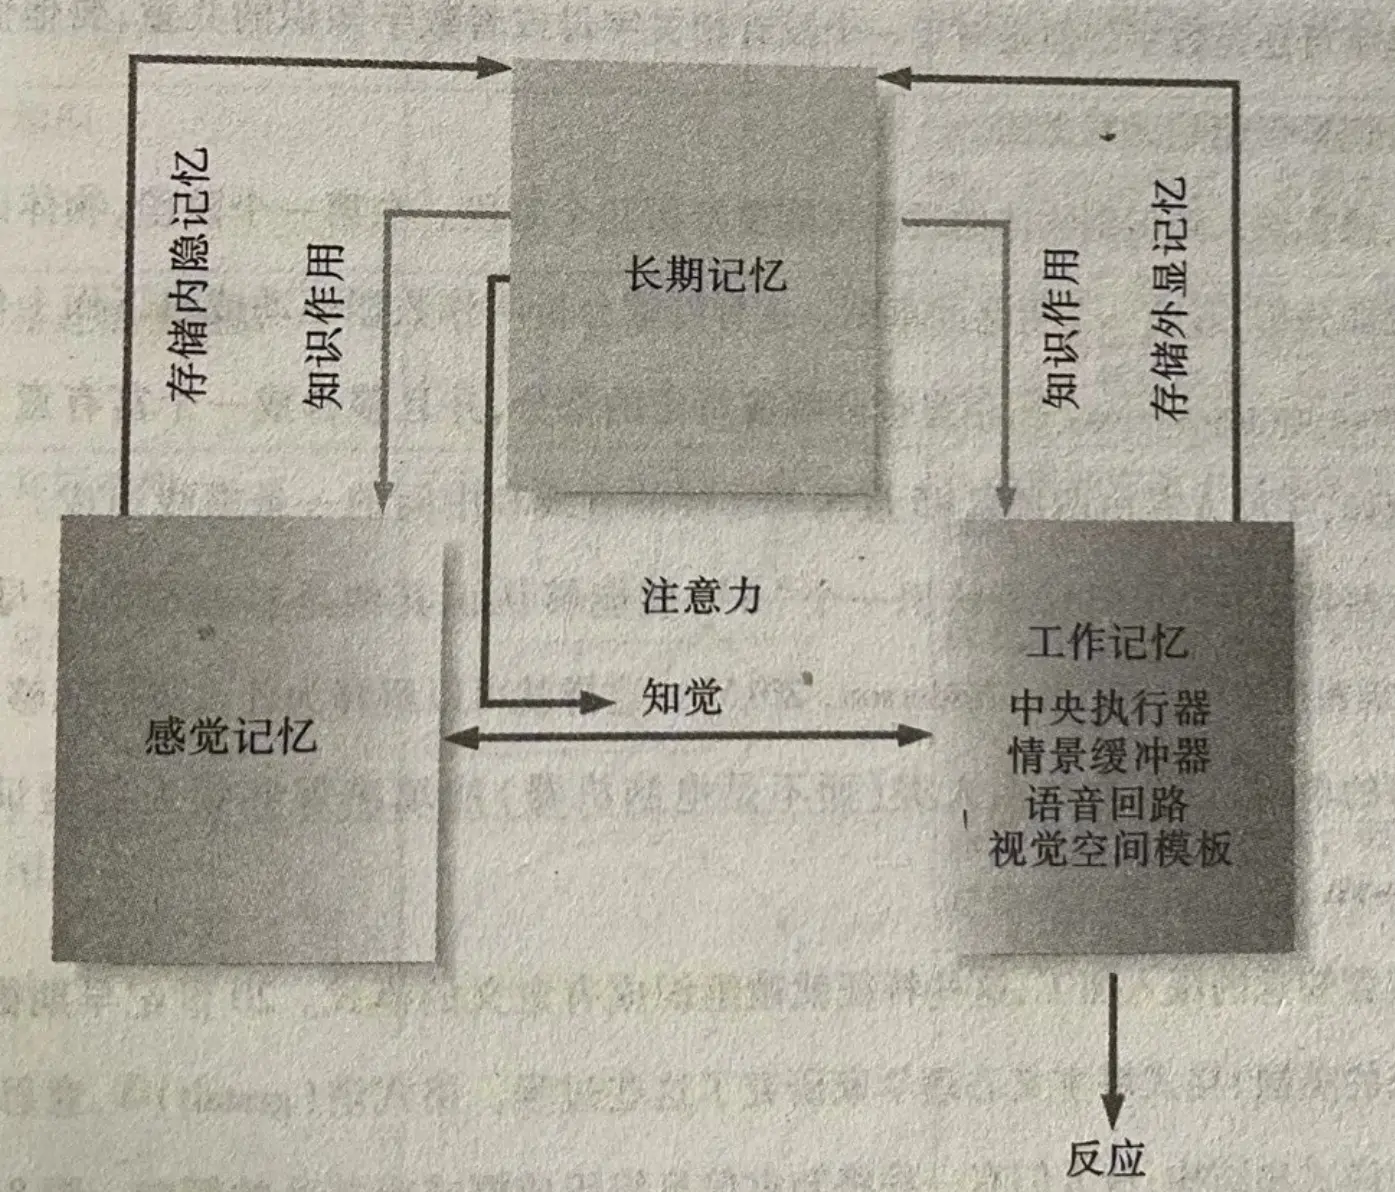 存储内隐记忆
知识作用
长期记忆
知识作用
存储外显记忆
注意力
知觉
感觉记忆
工作记忆
中央执行器
情景缓冲器
语音回路
视觉空间模板
反应